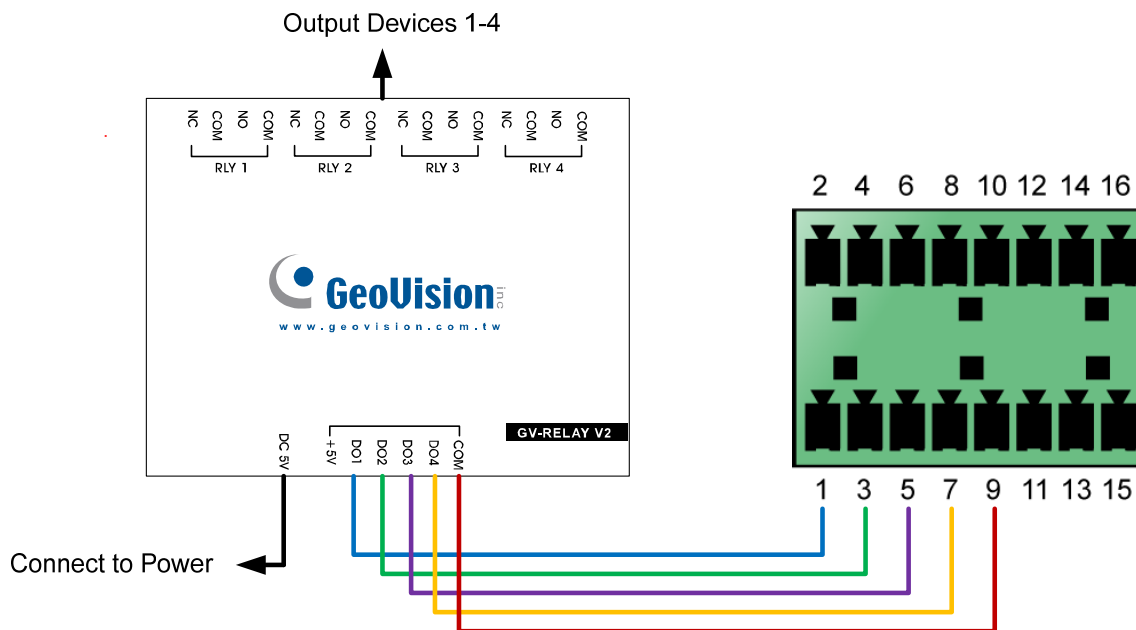 Output Devices 1-4
NC COM NO COM NC COM NO COM NC COM NO COM NC COM NO COM
RLY 1 RLY 2 RLY 3 RLY 4
2 4 6 8 10 12 14 16
GeoVision inc
www.geovision.com.tw
GV-RELAY V2
DC 5V +5V DO1 DO2 DO3 DO4 COM
1 3 5 7 9 11 13 15
Connect to Power